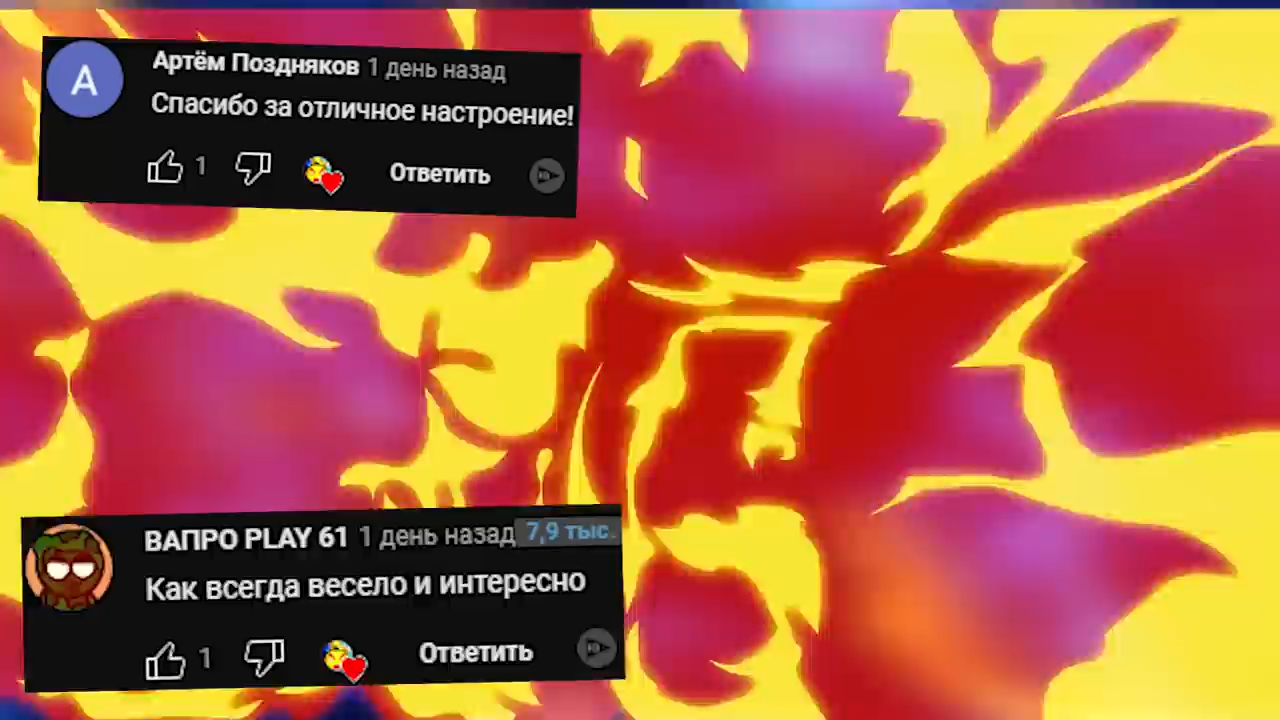 А
Артём Поздняков 1 день назад
Спасибо за отличное настроение!
1
Ответить
ВАПРО PLAY 61 1 день назад 7,9 тыс.
Как всегда весело и интересно
1
Ответить